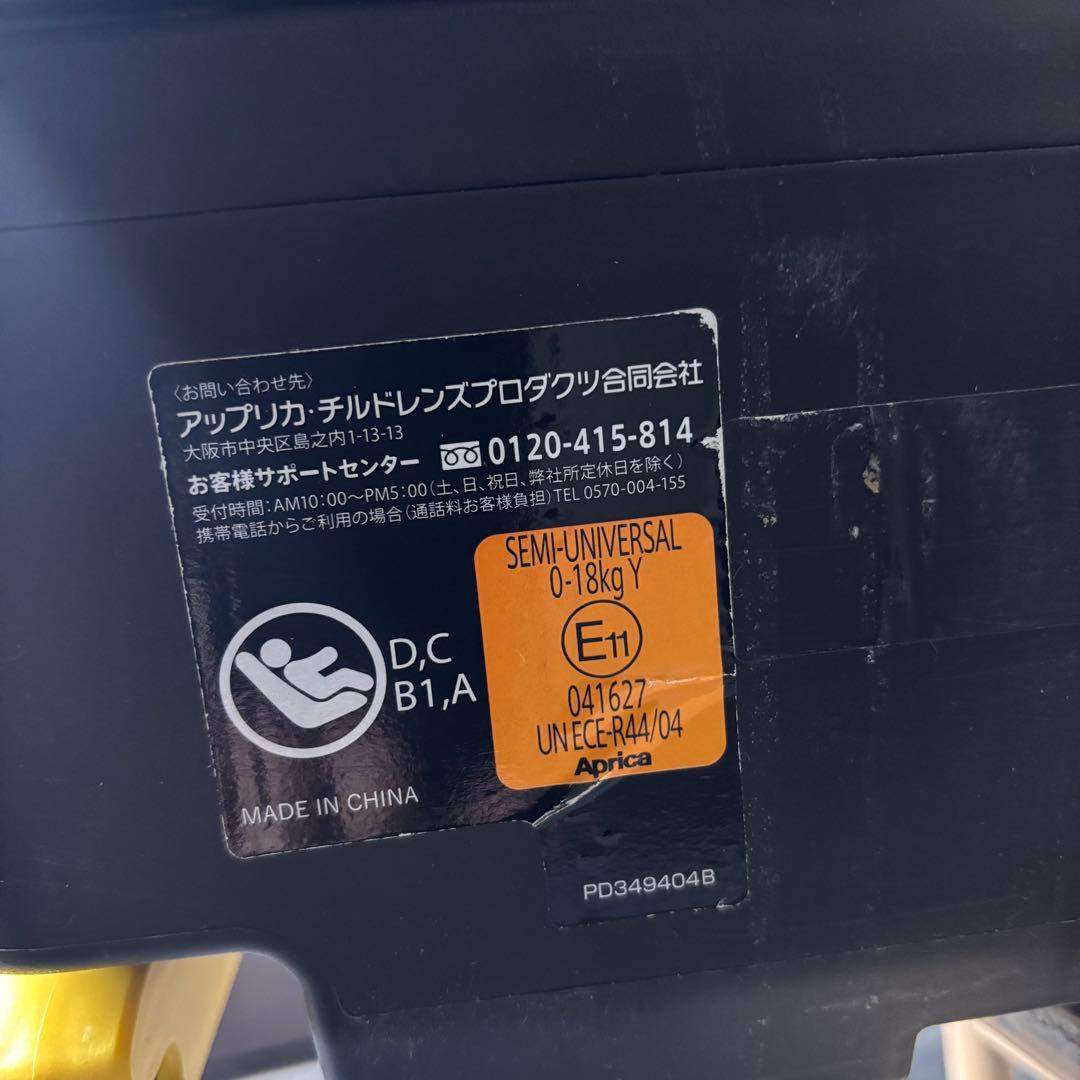 〈お問い合わせ先〉
アップリカ・チルドレンズプロダクツ合同会社
大阪市中央区島之内1-13-13
お客様サポートセンター 0120-415-814
受付時間：AM10：00～PM5：00（土、日、祝日、弊社所定休日を除く）
携帯電話からご利用の場合（通話料お客様負担）TEL 0570-004-155
SEMI-UNIVERSAL
0-18kg Y
E11
041627
UN ECE-R44/04
Aprica
D,C
B1,A
MADE IN CHINA
PD349404B